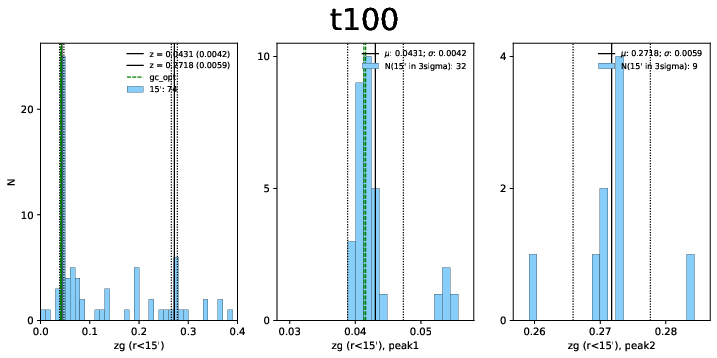 t100
z = 0.0431 (0.0042)
z = 0.2718 (0.0059)
gc_opt
15': 74
N
20
10
0
0.0 0.1 0.2 0.3 0.4
zg (r<15')
μ: 0.0431; σ: 0.0042
N(15' in 3sigma): 32
10
5
0
0.03 0.04 0.05
zg (r<15'), peak1
μ: 0.2718; σ: 0.0059
N(15' in 3sigma): 9
4
2
0
0.26 0.27 0.28
zg (r<15'), peak2